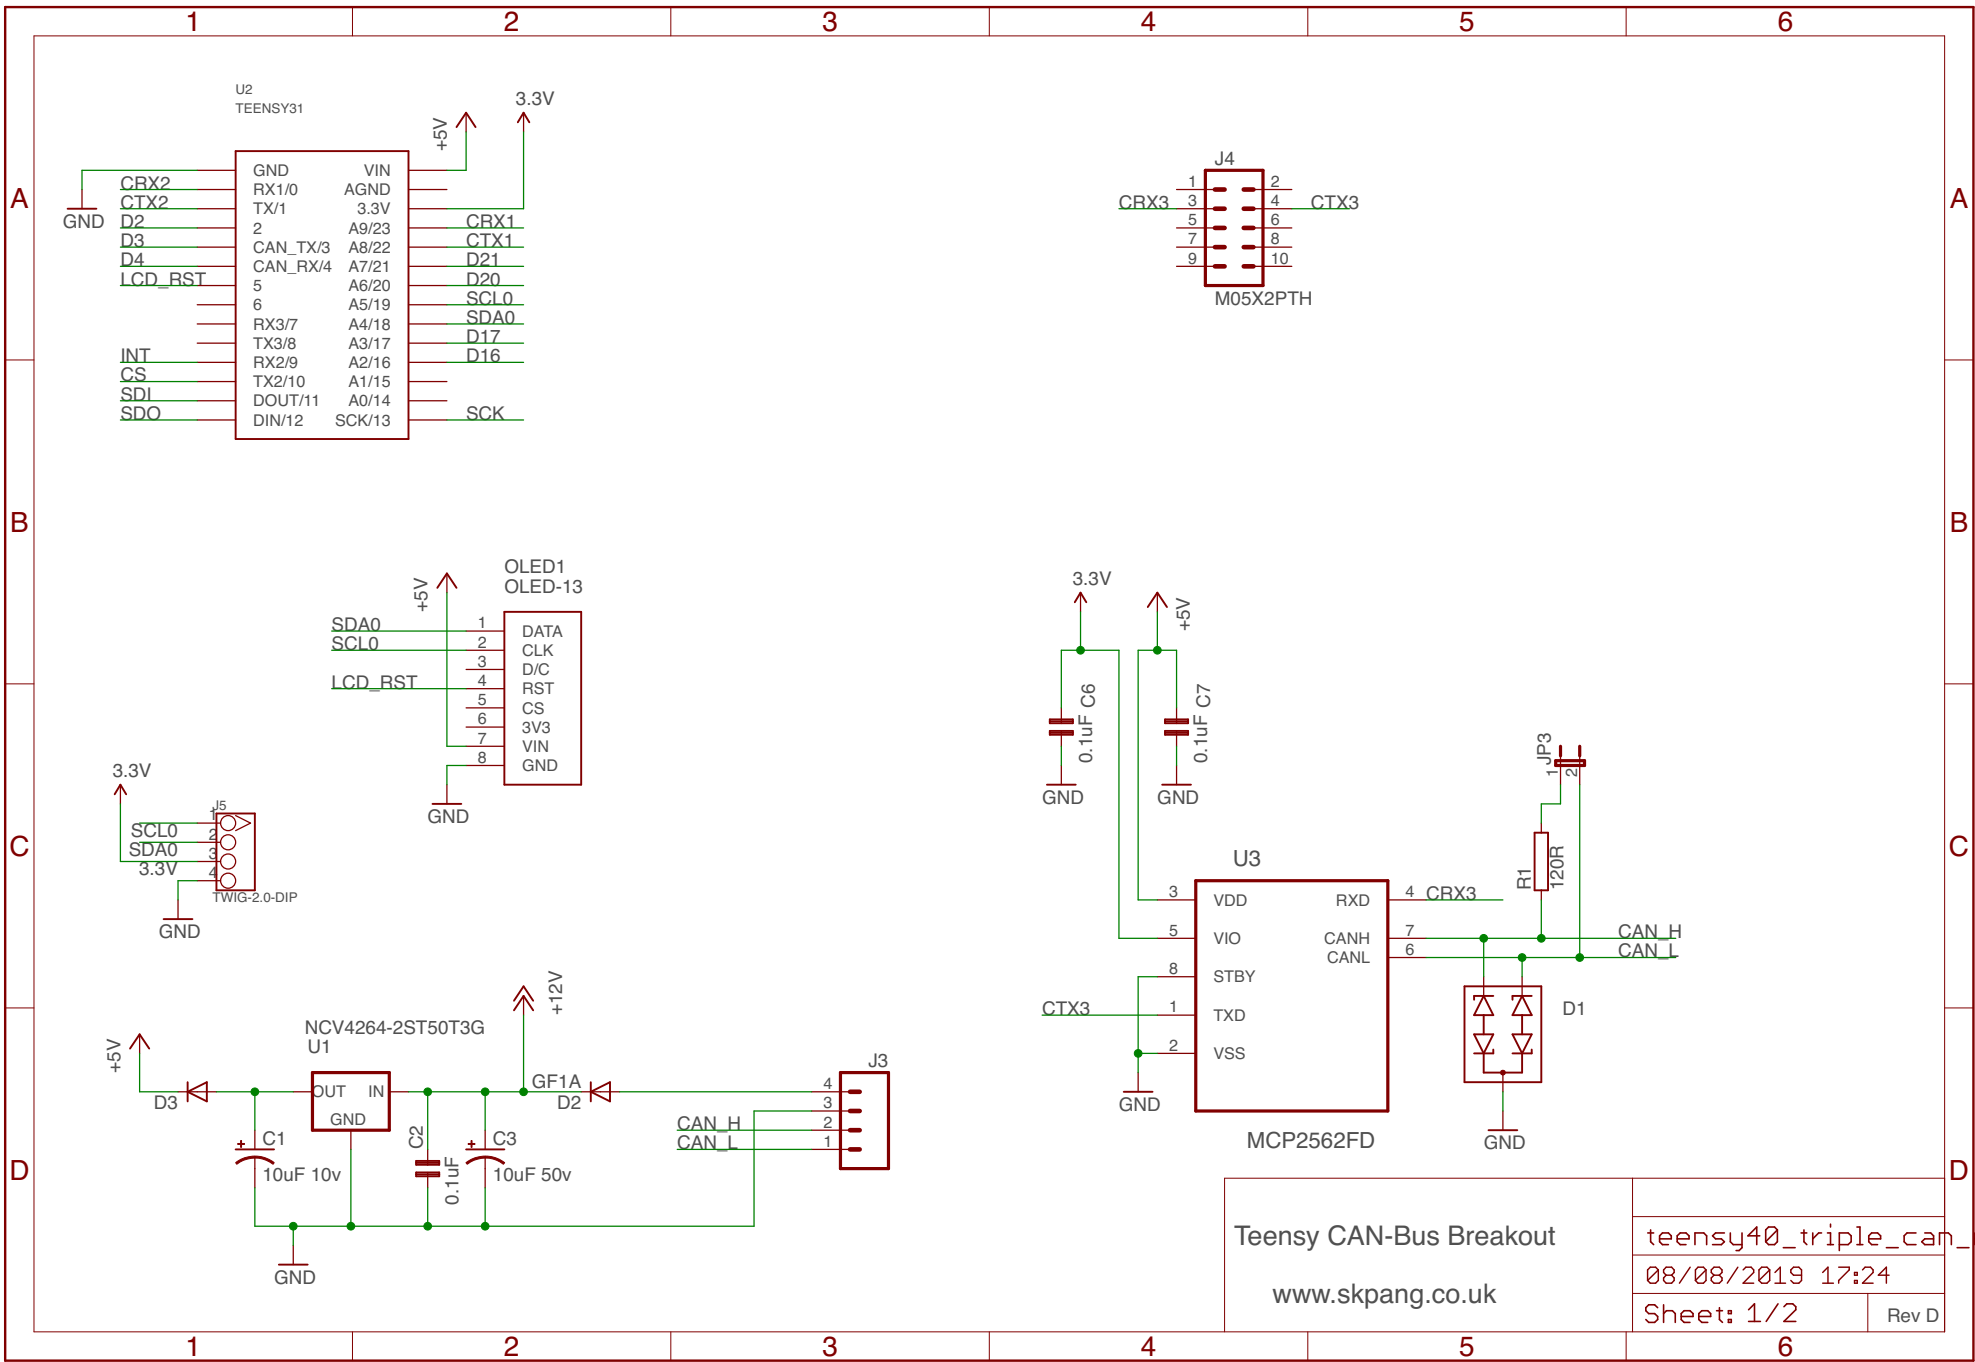 1 2 3 4 5 6
A
B
C
D
A
B
C
D
1 2 3 4 5 6
U2
TEENSY31
+5V
3.3V
GND VIN
RX1/0 AGND
TX/1 3.3V
2 A9/23
CAN_TX/3 A8/22
CAN_RX/4 A7/21
5 A6/20
6 A5/19
RX3/7 A4/18
TX3/8 A3/17
RX2/9 A2/16
TX2/10 A1/15
DOUT/11 A0/14
DIN/12 SCK/13
GND
CRX2
CTX2
D2
D3
D4
LCD_RST
INT
CS
SDI
SDO
CRX1
CTX1
D21
D20
SCL0
SDA0
D17
D16
SCK
J4
1 2
CRX3 3 4 CTX3
5 6
7 8
9 10
M05X2PTH
OLED1
OLED-13
+5V
SDA0 1 DATA
SCL0 2 CLK
3 D/C
LCD_RST 4 RST
5 CS
6 3V3
7 VIN
8 GND
GND
3.3V
J5
1
SCL0 2
SDA0 3
3.3V 4
TWIG-2.0-DIP
GND
3.3V
+5V
C6
0.1uF
C7
0.1uF
GND
GND
JP3
1
2
R1
120R
U3
3 VDD RXD 4 CRX3
5 VIO CANH 7 CAN_H
CANL 6 CAN_L
8 STBY
CTX3 1 TXD
2 VSS
GND
MCP2562FD
D1
GND
+12V
+5V
NCV4264-2ST50T3G
U1
OUT IN
GND
D3
GF1A
D2
C1
10uF 10v
C2
0.1uF
C3
10uF 50v
GND
J3
4
3
CAN_H 2
CAN_L 1
Teensy CAN-Bus Breakout
www.skpang.co.uk
teensy40_triple_can_
08/08/2019 17:24
Sheet: 1/2
Rev D